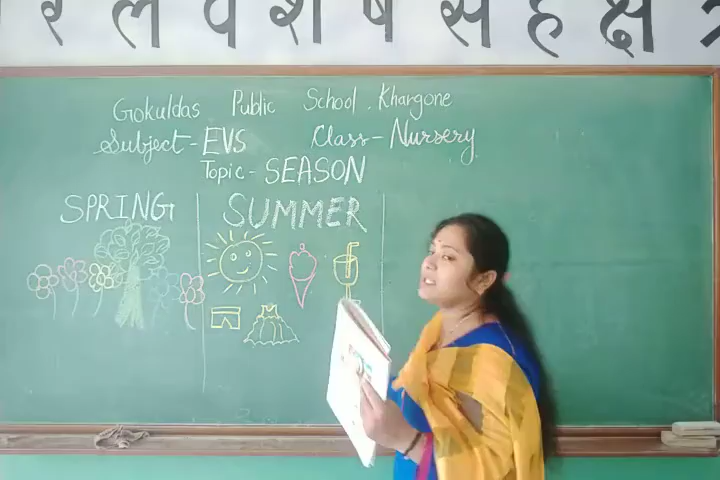 र ल व श ष स ह क्ष
Gokuldas Public School . Khargone
Subject - EVS Class - Nursery
Topic - SEASON
SPRING SUMMER